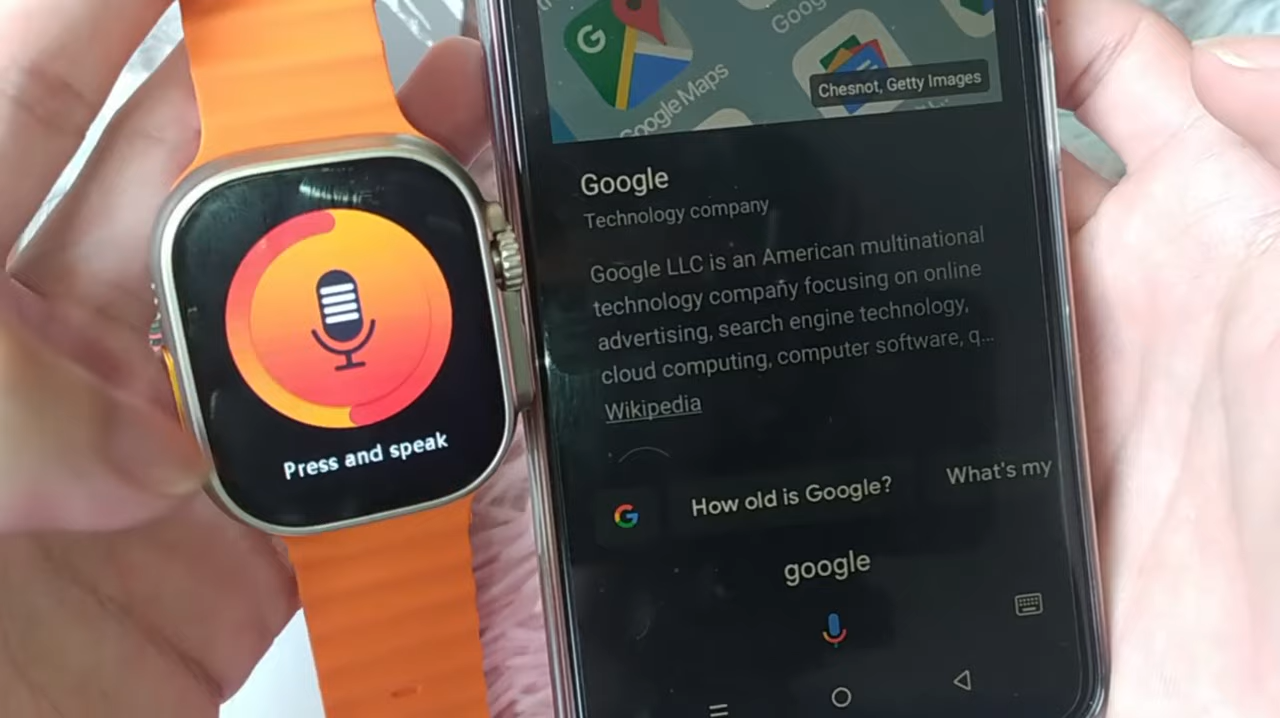 Google Maps
Goog
Chesnot, Getty Images
Google
Technology company
Google LLC is an American multinational
technology company focusing on online
advertising, search engine technology,
cloud computing, computer software, q...
Wikipedia
How old is Google?
What's my
google
Press and speak